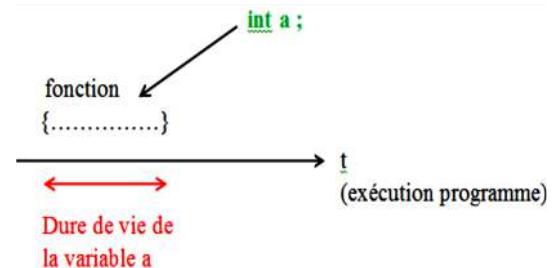 int a ;
fonction
{...............}
t
(exécution programme)
Dure de vie de
la variable a